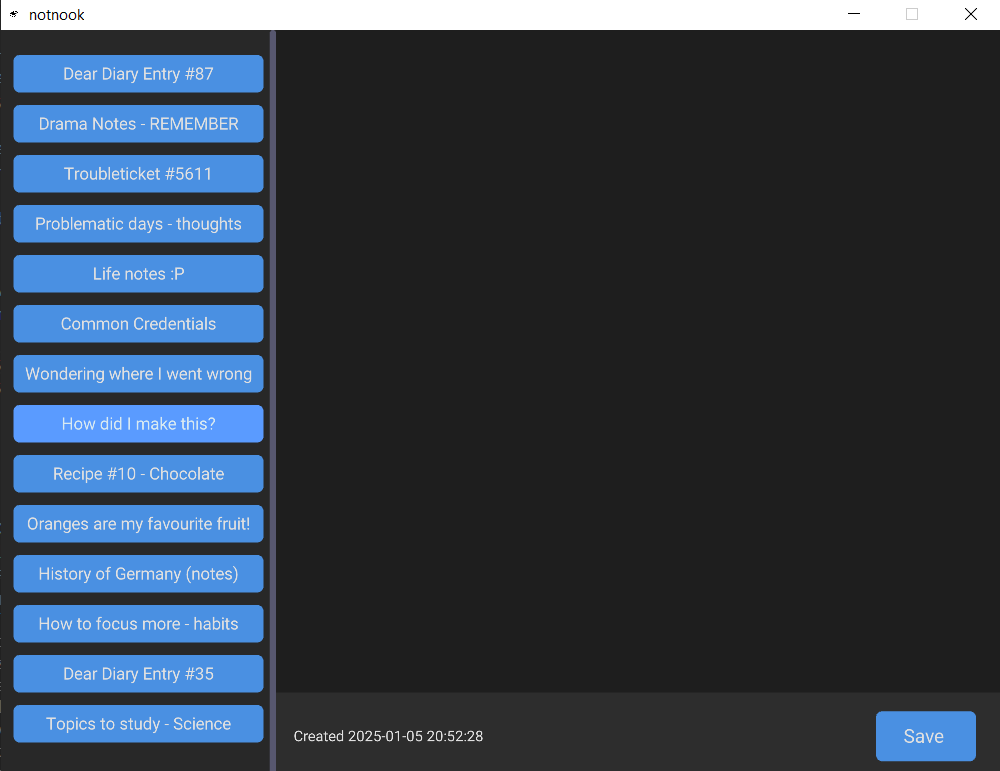 notnook
Dear Diary Entry #87
Drama Notes - REMEMBER
Troubleticket #5611
Problematic days - thoughts
Life notes :P
Common Credentials
Wondering where I went wrong
How did I make this?
Recipe #10 - Chocolate
Oranges are my favourite fruit!
History of Germany (notes)
How to focus more - habits
Dear Diary Entry #35
Topics to study - Science
Created 2025-01-05 20:52:28
Save